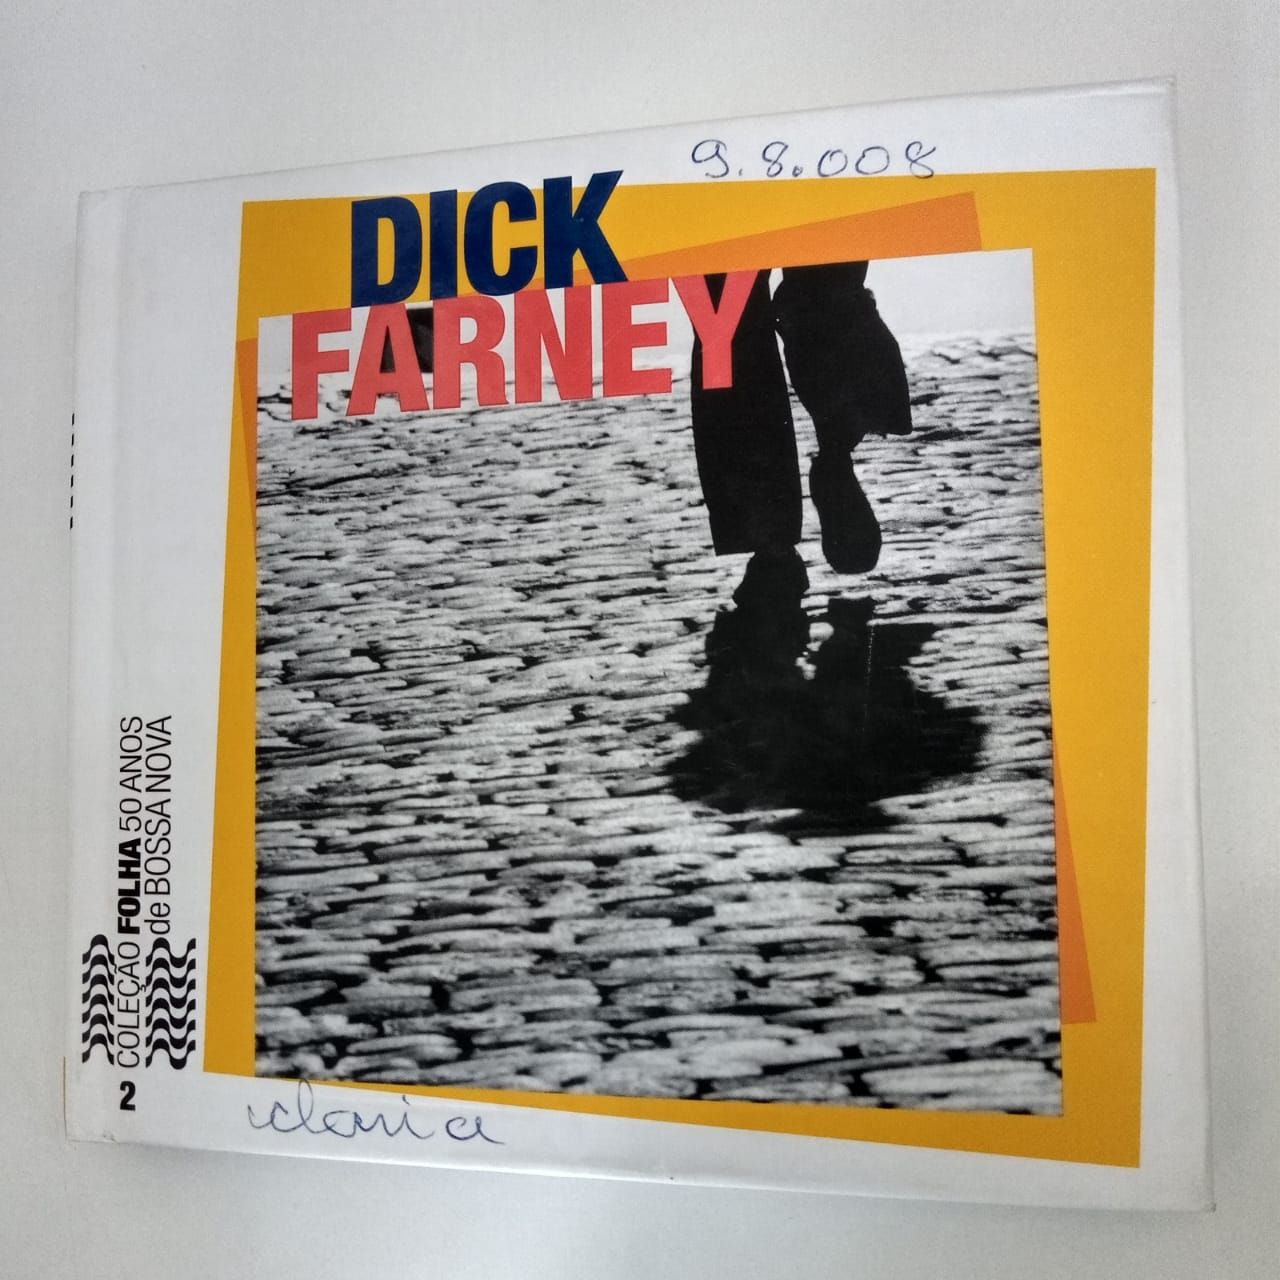 9.8.008
DICK
FARNEY
COLEÇÃO FOLHA 50 ANOS
de BOSSA NOVA
2